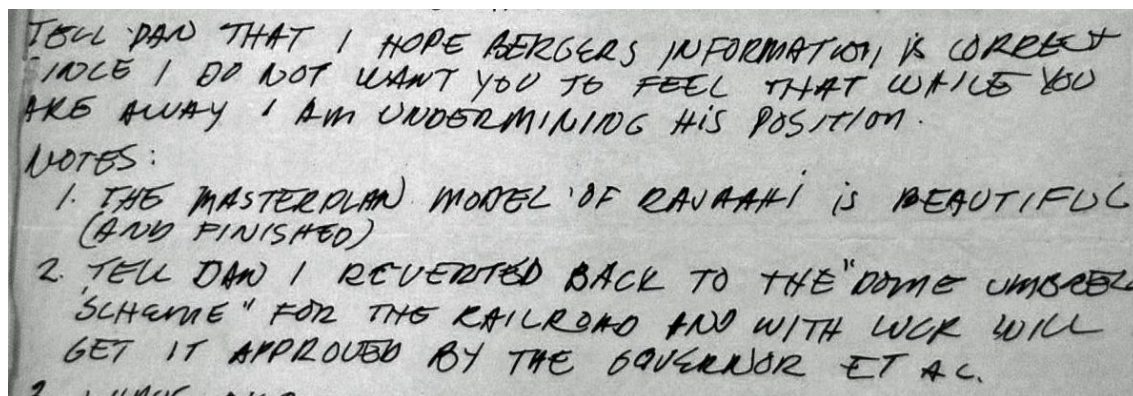 TELL DAN THAT I HOPE BERGERS INFORMATION IS CORRECT
SINCE I DO NOT WANT YOU TO FEEL THAT WHILE YOU
ARE AWAY I AM UNDERMINING HIS POSITION.
NOTES:
1. THE MASTERPLAN MODEL OF RAJAAHI IS BEAUTIFUL
(AND FINISHED)
2. TELL DAN I REVERTED BACK TO THE "DOME UMBREL
SCHEME" FOR THE RAILROAD AND WITH LUCK WILL
GET IT APPROVED BY THE GOVERNOR ET AL.